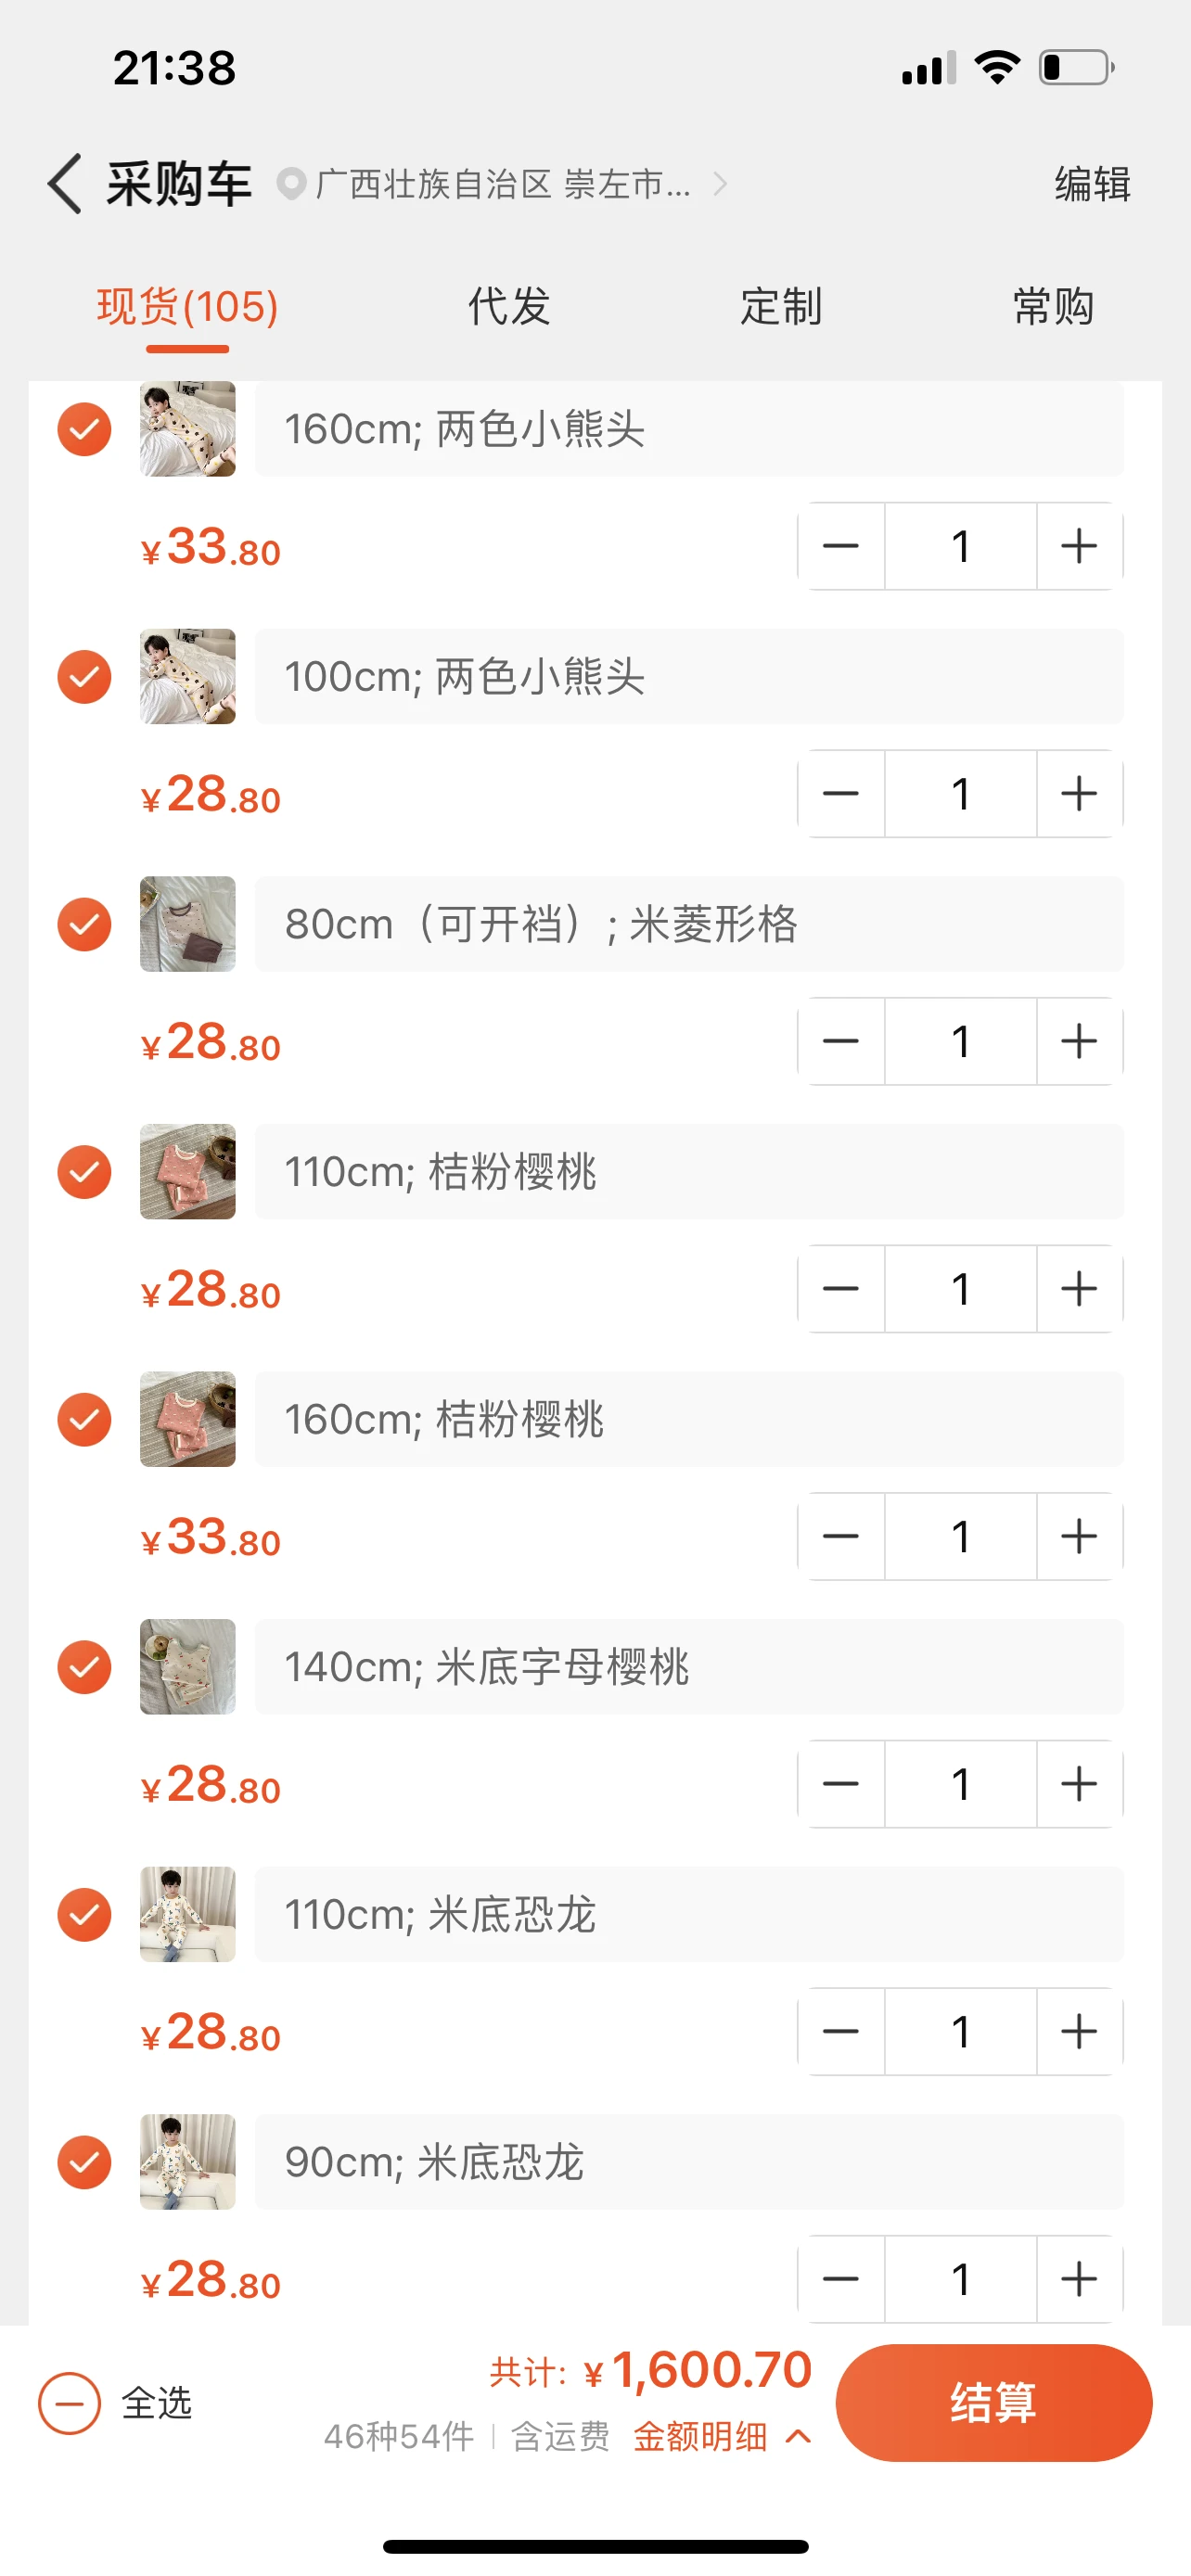 21:38
采购车 广西壮族自治区 崇左市... 编辑
现货(105) 代发 定制 常购
160cm; 两色小熊头
¥33.80 1
100cm; 两色小熊头
¥28.80 1
80cm（可开裆）; 米菱形格
¥28.80 1
110cm; 桔粉樱桃
¥28.80 1
160cm; 桔粉樱桃
¥33.80 1
140cm; 米底字母樱桃
¥28.80 1
110cm; 米底恐龙
¥28.80 1
90cm; 米底恐龙
¥28.80 1
全选 共计: ¥1,600.70 结算
46种54件 含运费 金额明细